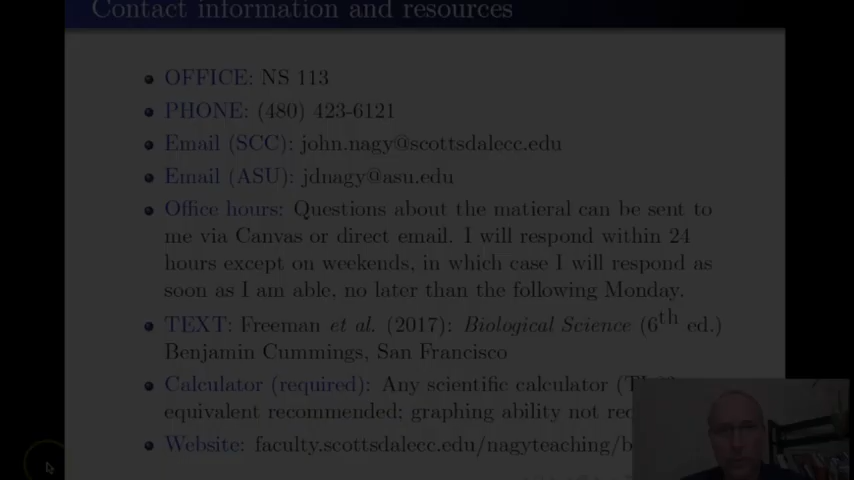 Contact information and resources
OFFICE: NS 113
PHONE: (480) 423-6121
Email (SCC): john.nagy@scottsdalecc.edu
Email (ASU): jdnagy@asu.edu
Office hours: Questions about the matieral can be sent to
me via Canvas or direct email. I will respond within 24
hours except on weekends, in which case I will respond as
soon as I am able, no later than the following Monday.
TEXT: Freeman et al. (2017): Biological Science (6th ed.)
Benjamin Cummings, San Francisco
Calculator (required): Any scientific calculator
equivalent recommended; graphing ability not
Website: faculty.scottsdalecc.edu/nagyteaching/